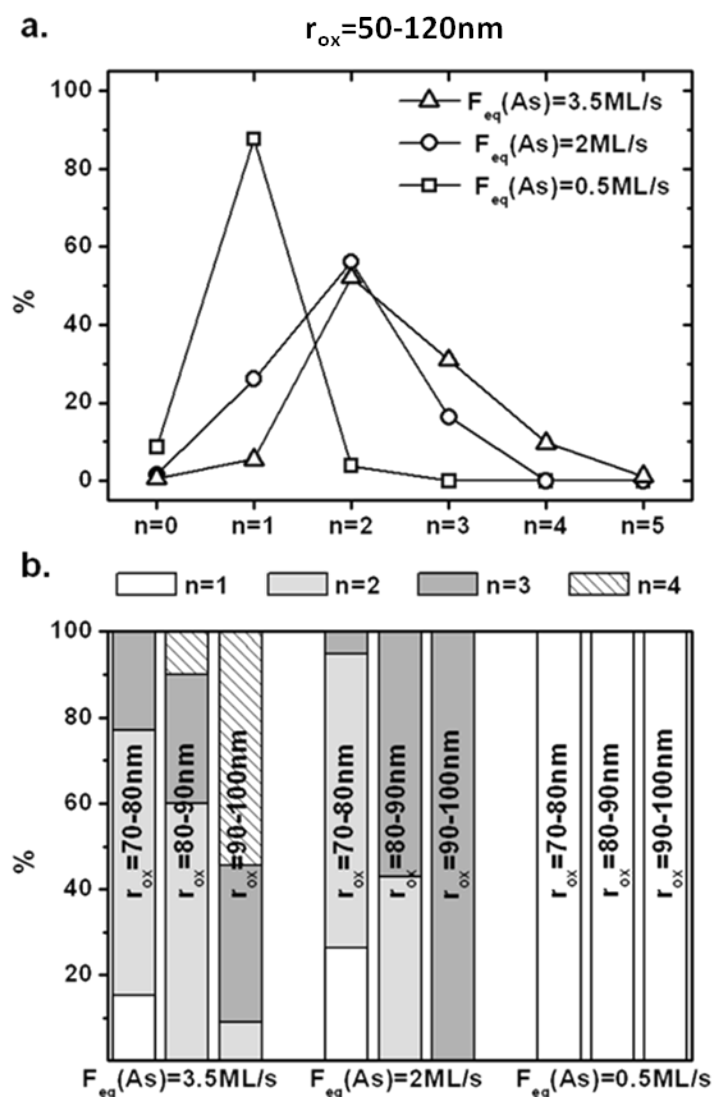 a.
r_ox=50-120nm
100
80
60
40
20
0
%
F_eq(As)=3.5ML/s
F_eq(As)=2ML/s
F_eq(As)=0.5ML/s
n=0 n=1 n=2 n=3 n=4 n=5
b.
n=1 n=2 n=3 n=4
100
80
60
40
20
%
r_ox=70-80nm
r_ox=80-90nm
r_ox=90-100nm
r_ox=70-80nm
r_ox=80-90nm
r_ox=90-100nm
r_ox=70-80nm
r_ox=80-90nm
r_ox=90-100nm
F_eq(As)=3.5ML/s F_eq(As)=2ML/s F_eq(As)=0.5ML/s